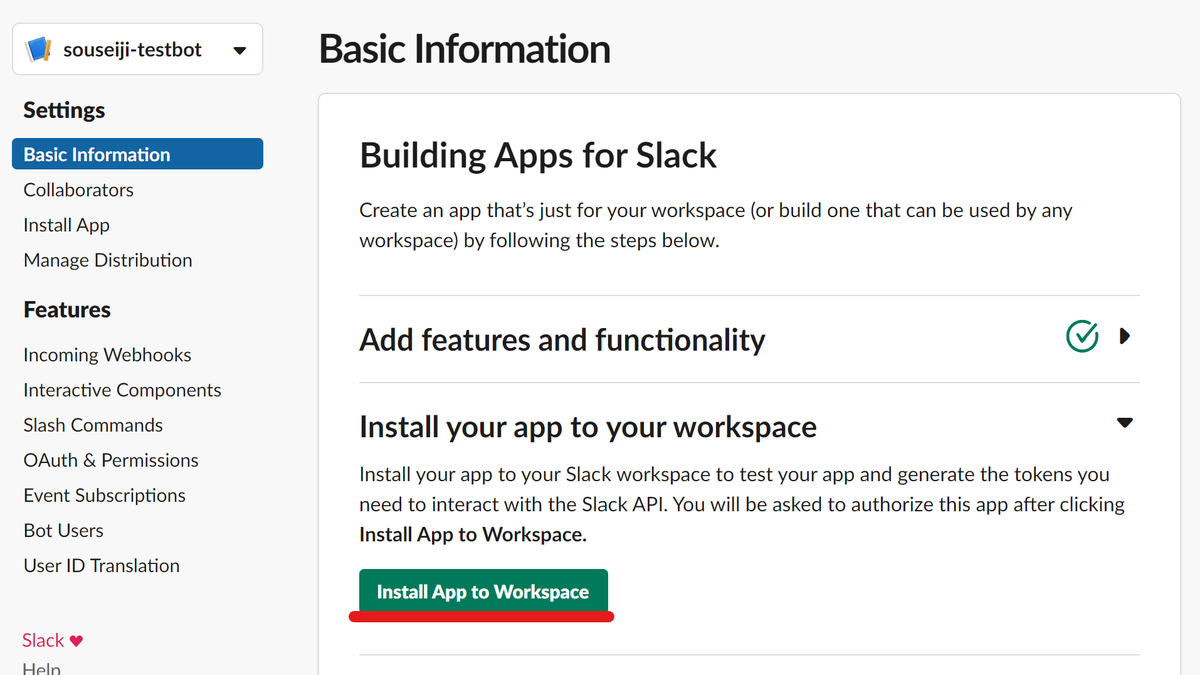 souseiji-testbot
Settings
Basic Information
Collaborators
Install App
Manage Distribution
Features
Incoming Webhooks
Interactive Components
Slash Commands
OAuth & Permissions
Event Subscriptions
Bot Users
User ID Translation
Slack ♥
Help
Basic Information
Building Apps for Slack
Create an app that’s just for your workspace (or build one that can be used by any
workspace) by following the steps below.
Add features and functionality
Install your app to your workspace
Install your app to your Slack workspace to test your app and generate the tokens you
need to interact with the Slack API. You will be asked to authorize this app after clicking
Install App to Workspace.
Install App to Workspace